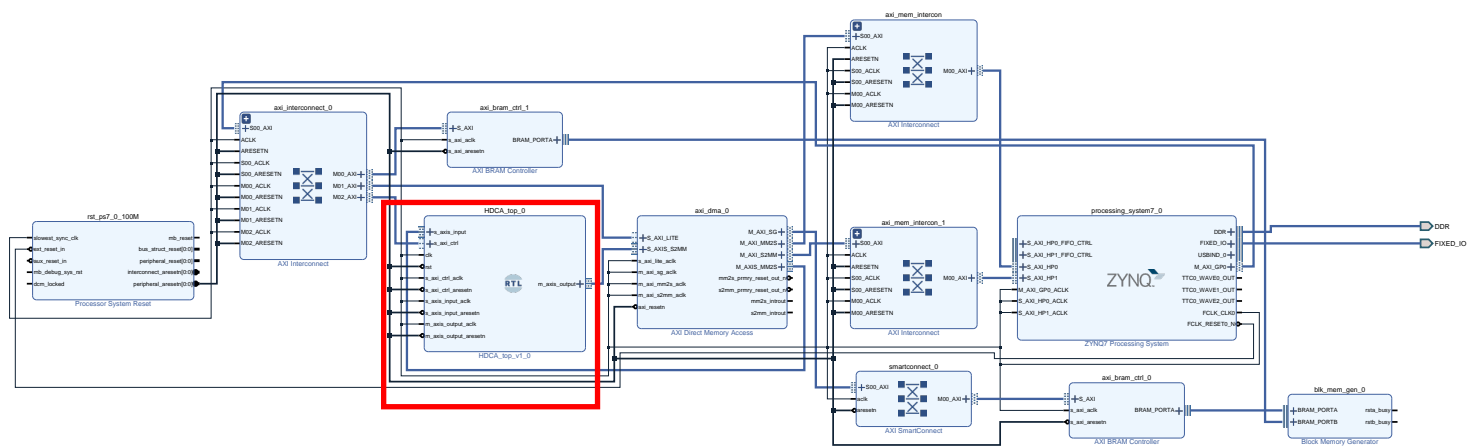 axi_mem_intercon
S00_AXI
ACLK
ARESETN
S00_ACLK
S00_ARESETN
M00_ACLK
M00_ARESETN
M00_AXI
AXI Interconnect
axi_interconnect_0
S00_AXI
ACLK
ARESETN
S00_ACLK
S00_ARESETN
M00_ACLK
M00_ARESETN
M01_ACLK
M01_ARESETN
M02_ACLK
M02_ARESETN
M00_AXI
M01_AXI
M02_AXI
AXI Interconnect
axi_bram_ctrl_1
S_AXI
s_axi_aclk
s_axi_aresetn
BRAM_PORTA
AXI BRAM Controller
rst_ps7_0_100M
slowest_sync_clk
ext_reset_in
aux_reset_in
mb_debug_sys_rst
dcm_locked
mb_reset
bus_struct_reset[0:0]
peripheral_reset[0:0]
interconnect_aresetn[0:0]
peripheral_aresetn[0:0]
Processor System Reset
HDCA_top_0
s_axis_input
s_axi_ctrl
clk
rst
s_axi_ctrl_aclk
s_axi_ctrl_aresetn
s_axis_input_aclk
s_axis_input_aresetn
m_axis_output_aclk
m_axis_output_aresetn
RTL
m_axis_output
HDCA_top_v1_0
axi_dma_0
S_AXI_LITE
S_AXIS_S2MM
s_axi_lite_aclk
m_axi_sg_aclk
m_axi_mm2s_aclk
m_axi_s2mm_aclk
axi_resetn
M_AXI_SG
M_AXI_MM2S
M_AXI_S2MM
M_AXIS_MM2S
mm2s_prmry_reset_out_n
s2mm_prmry_reset_out_n
mm2s_introut
s2mm_introut
AXI Direct Memory Access
axi_mem_intercon_1
S00_AXI
ACLK
ARESETN
S00_ACLK
S00_ARESETN
M00_ACLK
M00_ARESETN
M00_AXI
AXI Interconnect
processing_system7_0
S_AXI_HP0_FIFO_CTRL
S_AXI_HP1_FIFO_CTRL
S_AXI_HP0
S_AXI_HP1
M_AXI_GP0_ACLK
S_AXI_HP0_ACLK
S_AXI_HP1_ACLK
ZYNQ
DDR
FIXED_IO
USBIND_0
M_AXI_GP0
TTC0_WAVE0_OUT
TTC0_WAVE1_OUT
TTC0_WAVE2_OUT
FCLK_CLK0
FCLK_RESET0_N
ZYNQ7 Processing System
DDR
FIXED_IO
smartconnect_0
S00_AXI
aclk
aresetn
M00_AXI
AXI SmartConnect
axi_bram_ctrl_0
S_AXI
s_axi_aclk
s_axi_aresetn
BRAM_PORTA
AXI BRAM Controller
blk_mem_gen_0
BRAM_PORTA
BRAM_PORTB
rsta_busy
rstb_busy
Block Memory Generator